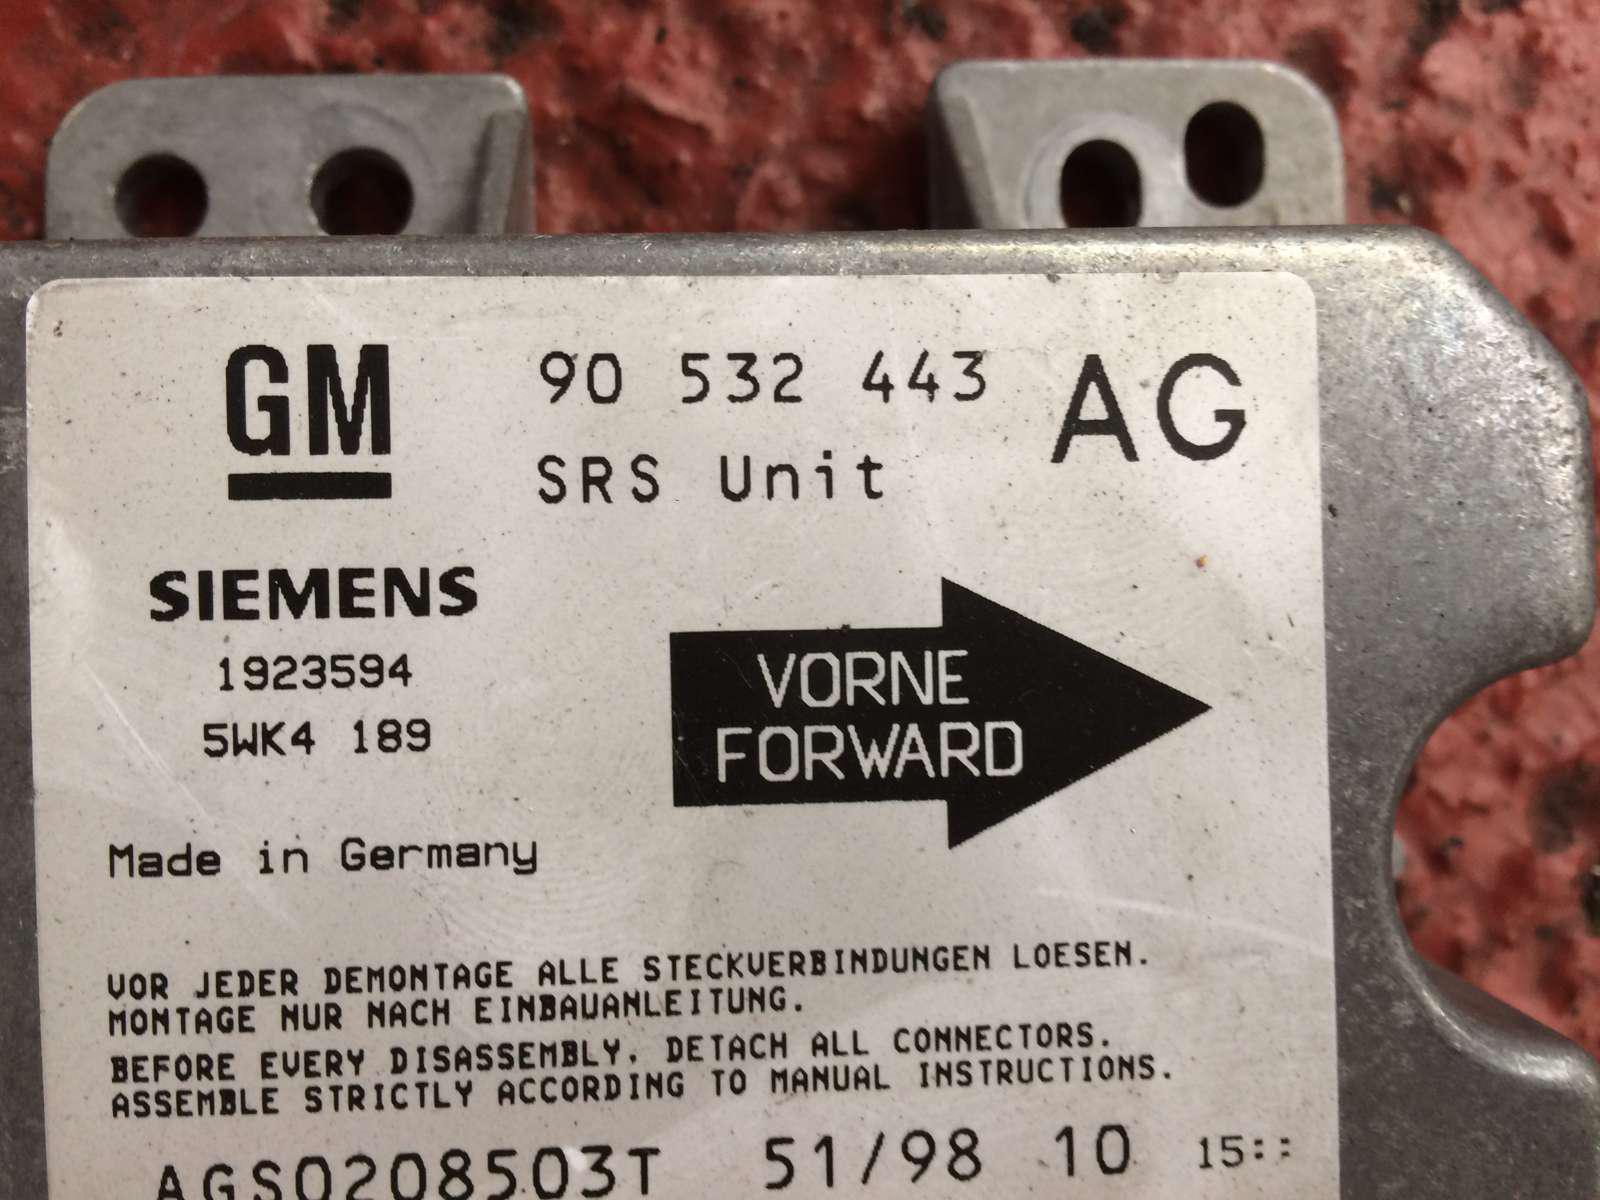 GM 90 532 443 AG
SRS Unit
SIEMENS
1923594
5WK4 189
VORNE
FORWARD
Made in Germany
VOR JEDER DEMONTAGE ALLE STECKVERBINDUNGEN LOESEN.
MONTAGE NUR NACH EINBAUANLEITUNG.
BEFORE EVERY DISASSEMBLY, DETACH ALL CONNECTORS.
ASSEMBLE STRICTLY ACCORDING TO MANUAL INSTRUCTIONS.
AGS0208503T 51/98 10 15::